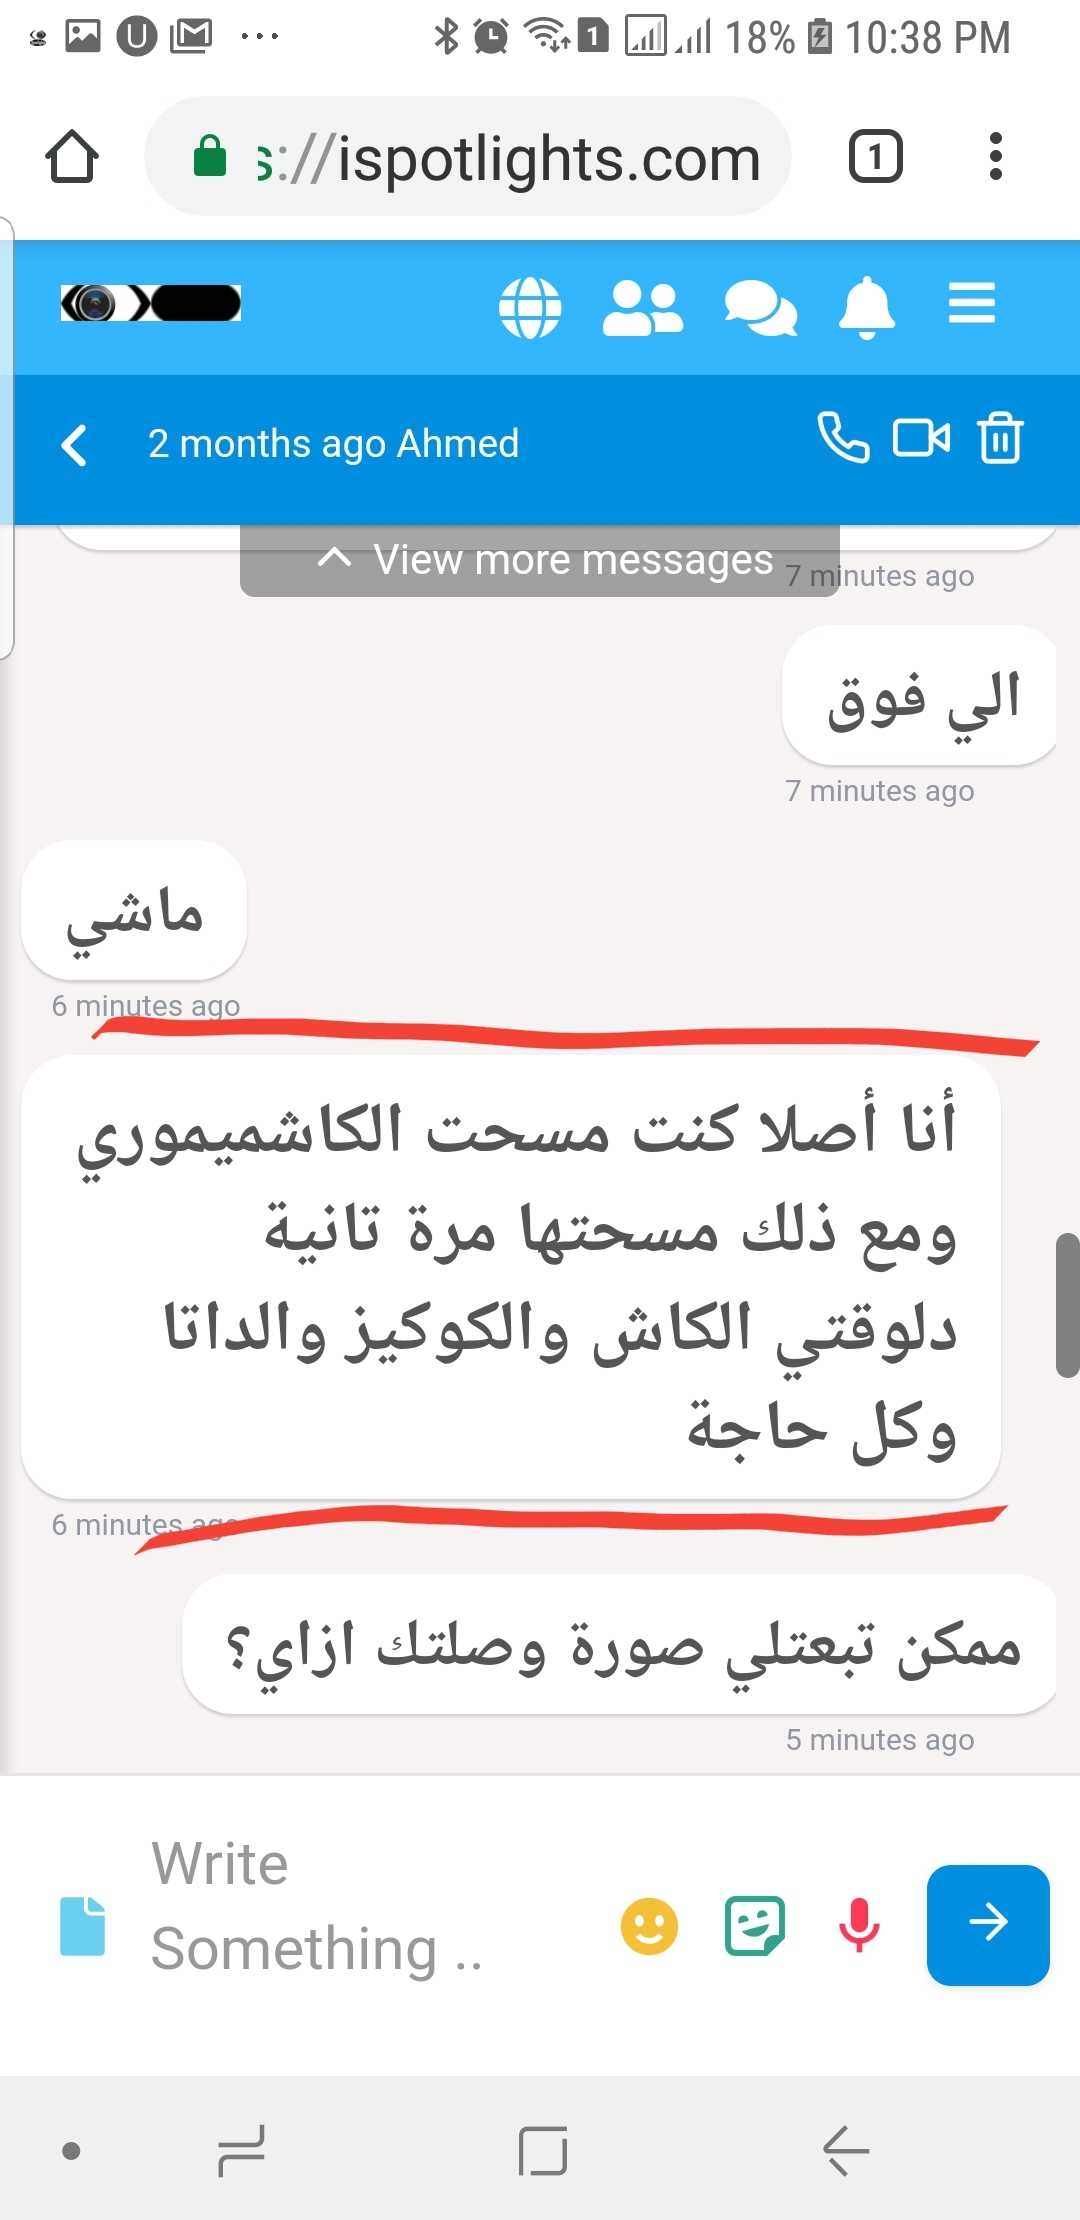 18% 10:38 PM
s://ispotlights.com
1
2 months ago Ahmed
View more messages
7 minutes ago
الي فوق
7 minutes ago
ماشي
6 minutes ago
أنا أصلا كنت مسحت الكاشميموري
ومع ذلك مسحتها مرة تانية
دلوقتي الكاش والكوكيز والداتا
وكل حاجة
6 minutes ago
ممكن تبعتلي صورة وصلتك ازاي؟
5 minutes ago
Write
Something ..